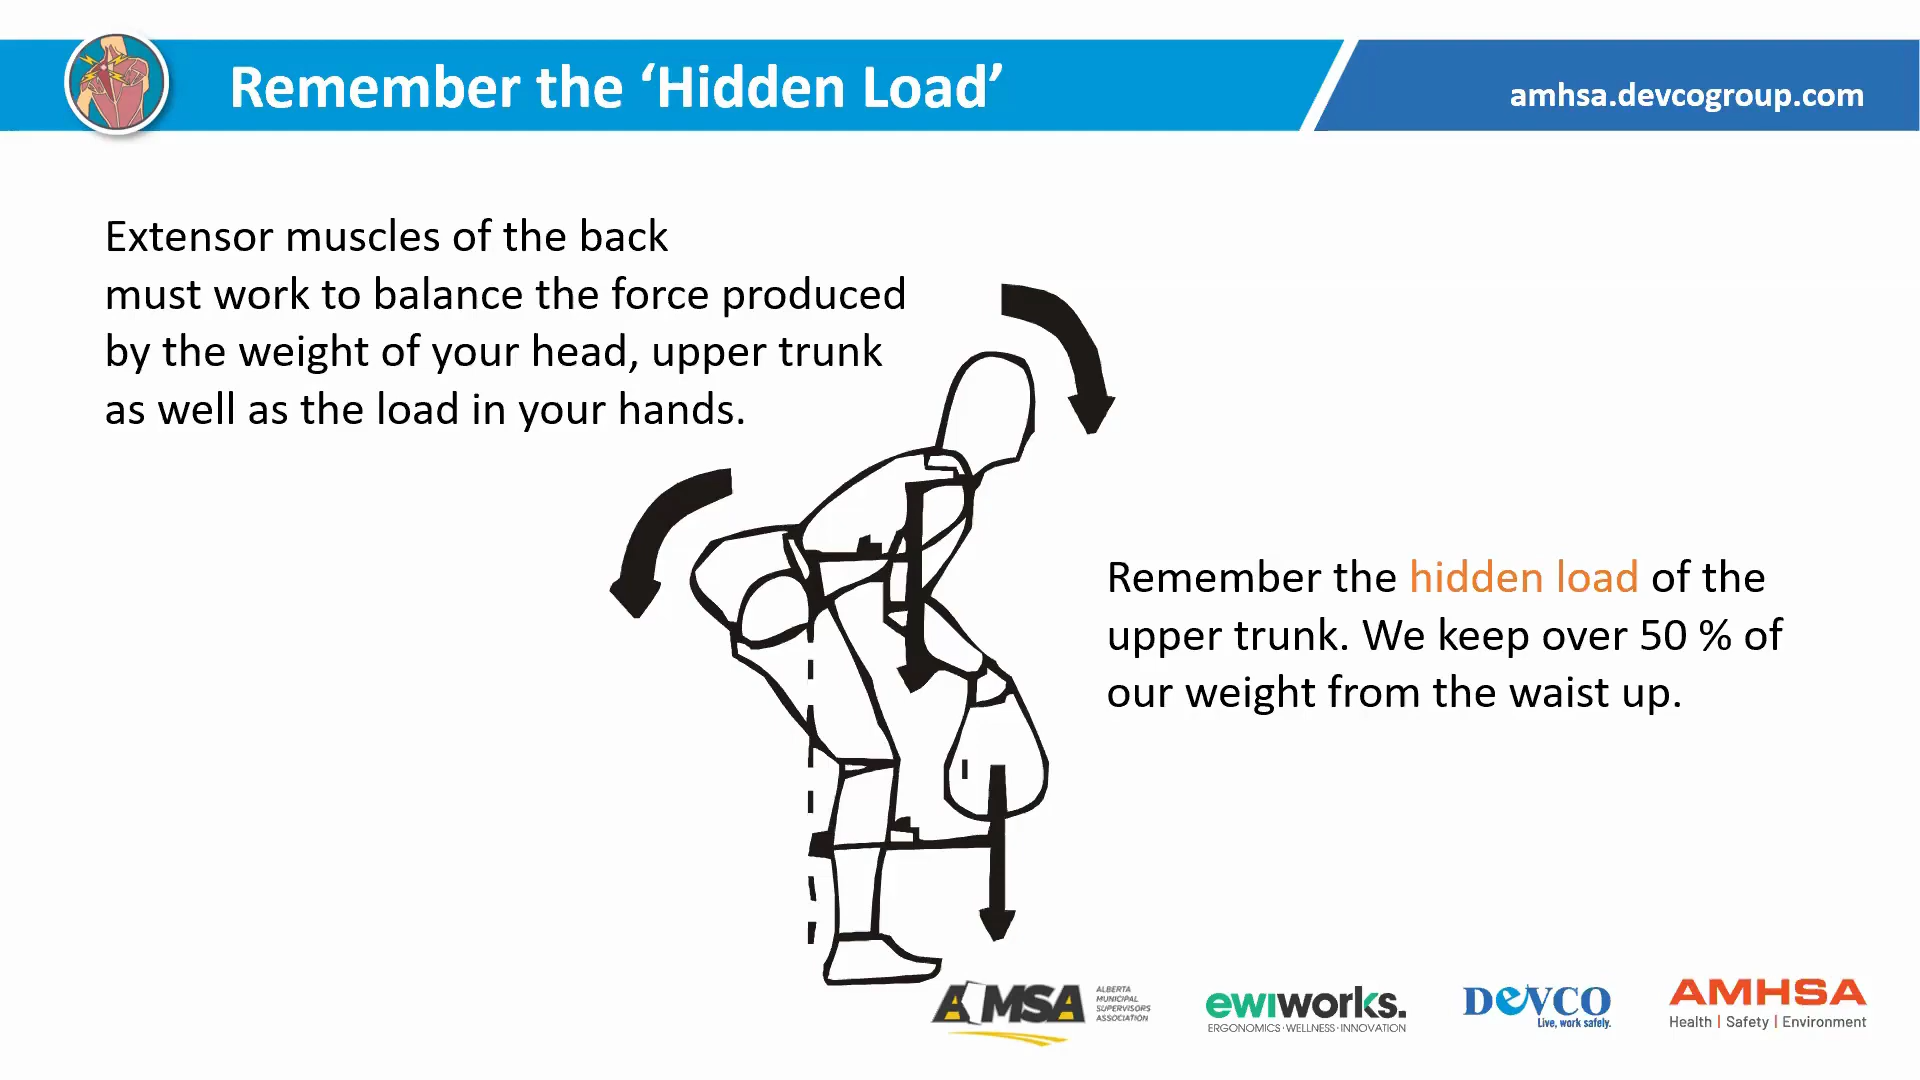 Remember the ‘Hidden Load’
amhsa.devcogroup.com
Extensor muscles of the back
must work to balance the force produced
by the weight of your head, upper trunk
as well as the load in your hands.
Remember the hidden load of the
upper trunk. We keep over 50 % of
our weight from the waist up.
AMSA
ALBERTA
MUNICIPAL
SUPERVISORS
ASSOCIATION
ewiworks.
ERGONOMICS·WELLNESS·INNOVATION
DevCO
Live, work safely.
AMHSA
Health | Safety | Environment